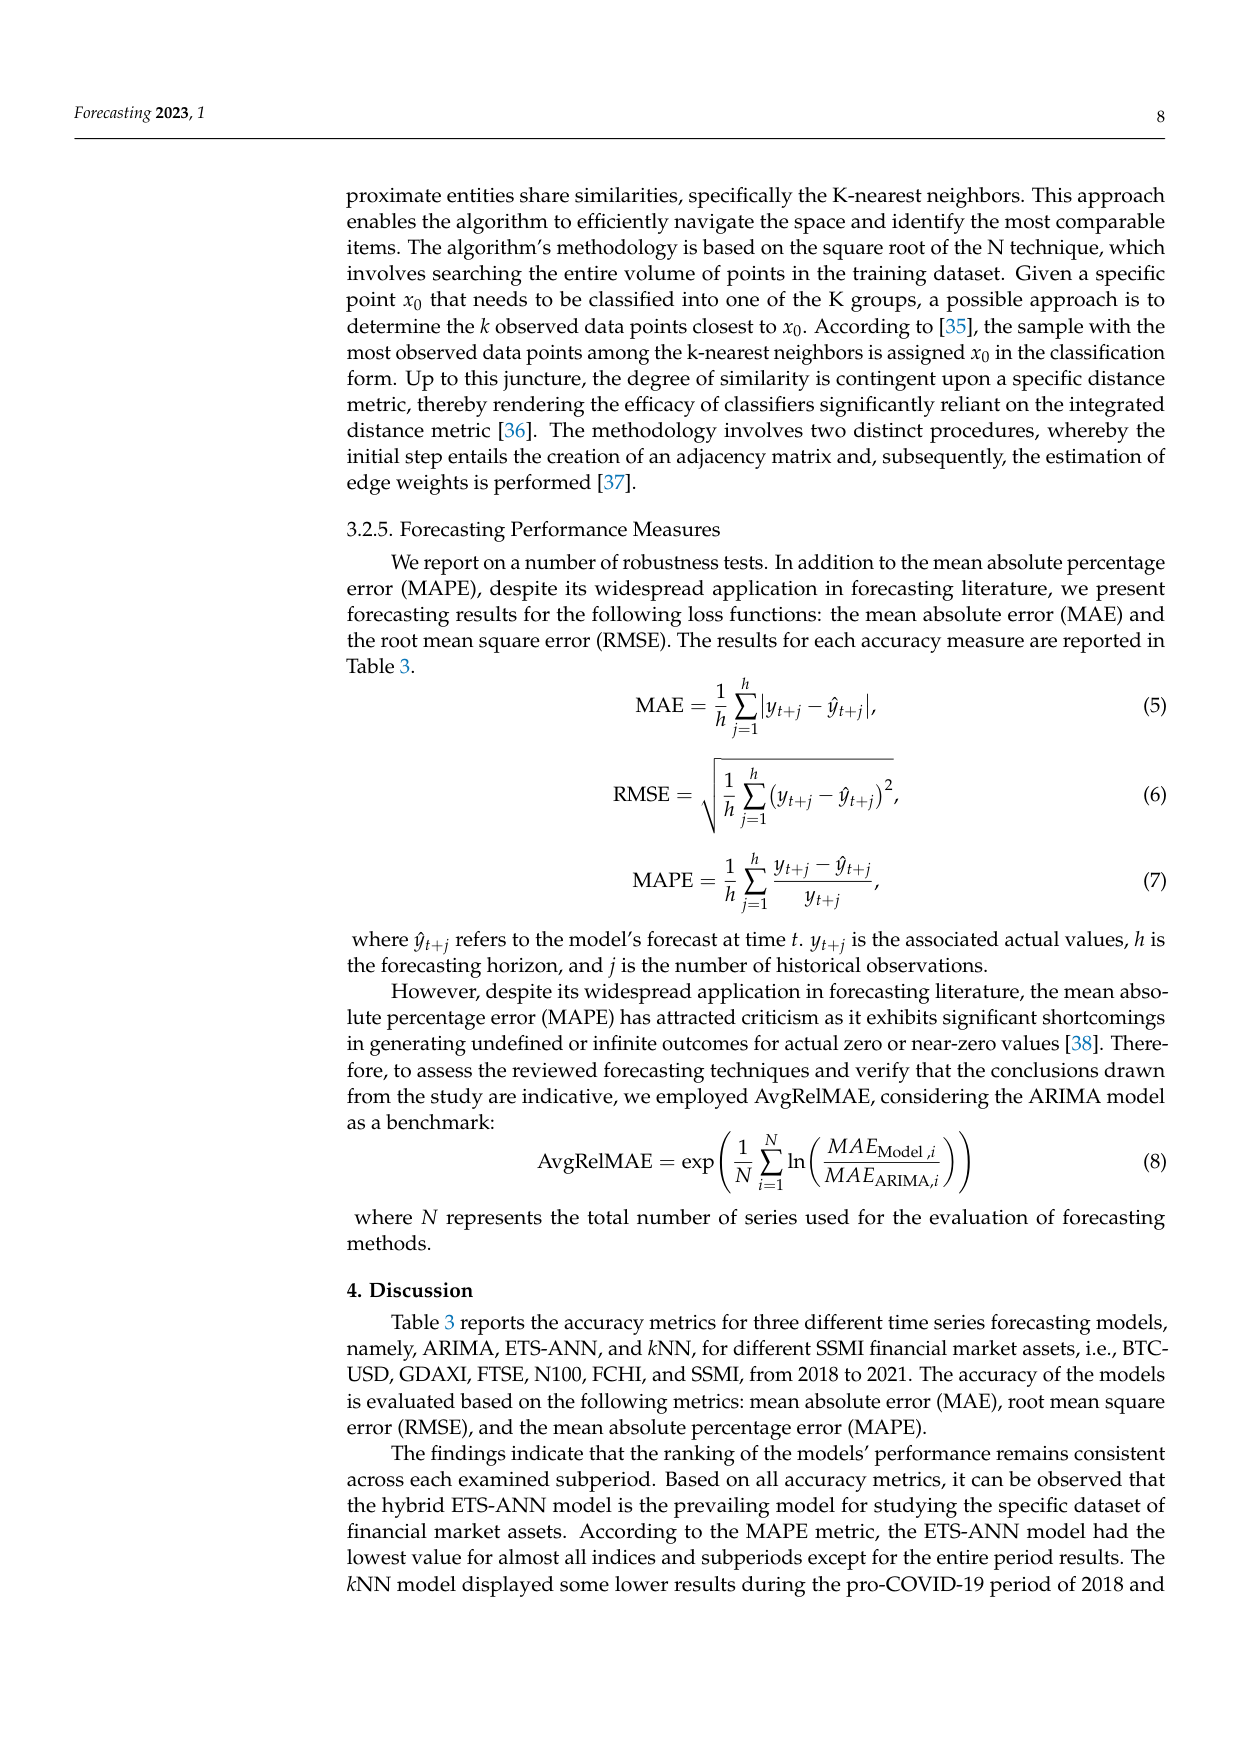 Forecasting 2023, 1
8
proximate entities share similarities, specifically the K-nearest neighbors. This approach
enables the algorithm to efficiently navigate the space and identify the most comparable
items. The algorithm's methodology is based on the square root of the N technique, which
involves searching the entire volume of points in the training dataset. Given a specific
point x₀ that needs to be classified into one of the K groups, a possible approach is to
determine the k observed data points closest to x₀. According to [35], the sample with the
most observed data points among the k-nearest neighbors is assigned x₀ in the classification
form. Up to this juncture, the degree of similarity is contingent upon a specific distance
metric, thereby rendering the efficacy of classifiers significantly reliant on the integrated
distance metric [36]. The methodology involves two distinct procedures, whereby the
initial step entails the creation of an adjacency matrix and, subsequently, the estimation of
edge weights is performed [37].
3.2.5. Forecasting Performance Measures
We report on a number of robustness tests. In addition to the mean absolute percentage
error (MAPE), despite its widespread application in forecasting literature, we present
forecasting results for the following loss functions: the mean absolute error (MAE) and
the root mean square error (RMSE). The results for each accuracy measure are reported in
Table 3.
MAE = \frac{1}{h} \sum_{j=1}^{h} |y_{t+j} − ŷ_{t+j}|, (5)
RMSE = \sqrt{\frac{1}{h} \sum_{j=1}^{h} (y_{t+j} − ŷ_{t+j})^2}, (6)
MAPE = \frac{1}{h} \sum_{j=1}^{h} \frac{y_{t+j} − ŷ_{t+j}}{y_{t+j}}, (7)
where ŷ_{t+j} refers to the model's forecast at time t. y_{t+j} is the associated actual values, h is
the forecasting horizon, and j is the number of historical observations.
However, despite its widespread application in forecasting literature, the mean abso-
lute percentage error (MAPE) has attracted criticism as it exhibits significant shortcomings
in generating undefined or infinite outcomes for actual zero or near-zero values [38]. There-
fore, to assess the reviewed forecasting techniques and verify that the conclusions drawn
from the study are indicative, we employed AvgRelMAE, considering the ARIMA model
as a benchmark:
AvgRelMAE = exp( \frac{1}{N} \sum_{i=1}^{N} ln( \frac{MAE_{Model ,i}}{MAE_{ARIMA,i}} ) ) (8)
where N represents the total number of series used for the evaluation of forecasting
methods.
4. Discussion
Table 3 reports the accuracy metrics for three different time series forecasting models,
namely, ARIMA, ETS-ANN, and kNN, for different SSMI financial market assets, i.e., BTC-
USD, GDAXI, FTSE, N100, FCHI, and SSMI, from 2018 to 2021. The accuracy of the models
is evaluated based on the following metrics: mean absolute error (MAE), root mean square
error (RMSE), and the mean absolute percentage error (MAPE).
The findings indicate that the ranking of the models' performance remains consistent
across each examined subperiod. Based on all accuracy metrics, it can be observed that
the hybrid ETS-ANN model is the prevailing model for studying the specific dataset of
financial market assets. According to the MAPE metric, the ETS-ANN model had the
lowest value for almost all indices and subperiods except for the entire period results. The
kNN model displayed some lower results during the pro-COVID-19 period of 2018 and